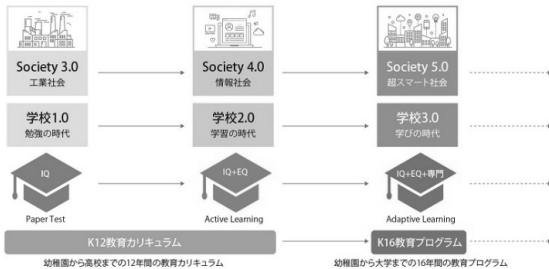 Society 3.0
工業社会
Society 4.0
情報社会
Society 5.0
超スマート社会
学校1.0
勉強の時代
学校2.0
学習の時代
学校3.0
学びの時代
IQ
IQ+EQ
IQ+EQ+専門
Paper Test
Active Learning
Adaptive Learning
K12教育カリキュラム
K16教育プログラム
幼稚園から高校までの12年間の教育カリキュラム
幼稚園から大学までの16年間の教育プログラム